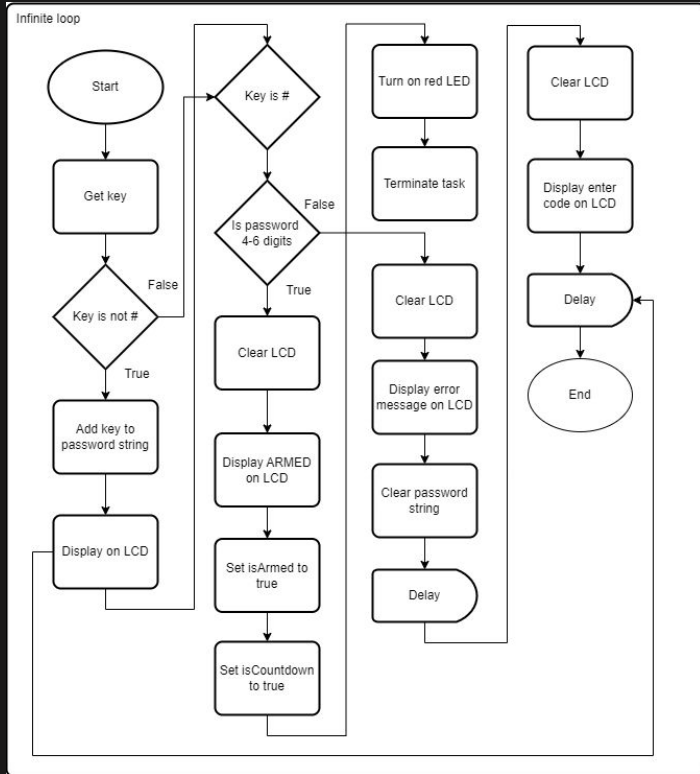 Infinite loop
Start
Get key
Key is not #
False
True
Add key to
password string
Display on LCD
Key is #
Is password
4-6 digits
False
True
Clear LCD
Display ARMED
on LCD
Set isArmed to
true
Set isCountdown
to true
Turn on red LED
Terminate task
Clear LCD
Display error
message on LCD
Clear password
string
Delay
Clear LCD
Display enter
code on LCD
Delay
End